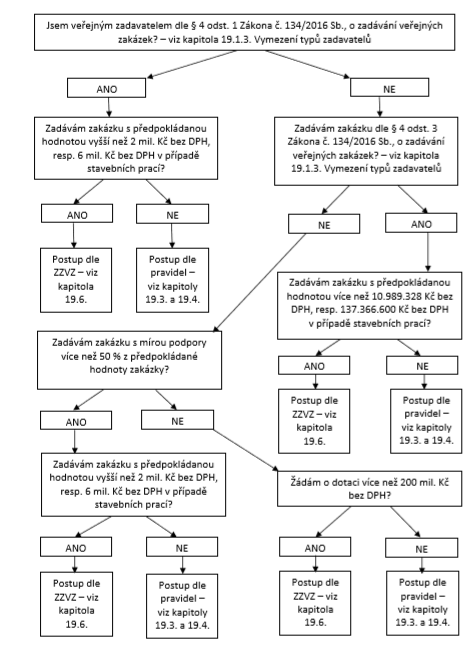 Jsem veřejným zadavatelem dle § 4 odst. 1 Zákona č. 134/2016 Sb., o zadávání veřejných
zakázek? – viz kapitola 19.1.3. Vymezení typů zadavatelů
ANO
NE
Zadávám zakázku s předpokládanou
hodnotou vyšší než 2 mil. Kč bez DPH,
resp. 6 mil. Kč bez DPH v případě
stavebních prací?
Zadávám zakázku dle § 4 odst. 3
Zákona č. 134/2016 Sb., o zadávání
veřejných zakázek? – viz kapitola
19.1.3. Vymezení typů zadavatelů
ANO
NE
NE
ANO
Postup dle
ZZVZ – viz
kapitola
19.6.
Postup dle
pravidel –
viz kapitoly
19.3. a 19.4.
Zadávám zakázku s předpokládanou
hodnotou více než 10.989.328 Kč bez
DPH, resp. 137.366.600 Kč bez DPH
v případě stavebních prací?
Zadávám zakázku s mírou podpory
více než 50 % z předpokládané
hodnoty zakázky?
ANO
NE
Postup dle
ZZVZ – viz
kapitola
19.6.
Postup dle
pravidel –
viz kapitoly
19.3. a 19.4.
ANO
NE
Zadávám zakázku s předpokládanou
hodnotou vyšší než 2 mil. Kč bez DPH,
resp. 6 mil. Kč bez DPH v případě
stavebních prací?
Žádám o dotaci více než 200 mil. Kč
bez DPH?
ANO
NE
ANO
NE
Postup dle
ZZVZ – viz
kapitola
19.6.
Postup dle
pravidel –
viz kapitoly
19.3. a 19.4.
Postup dle
ZZVZ – viz
kapitola
19.6.
Postup dle
pravidel –
viz kapitoly
19.3. a 19.4.